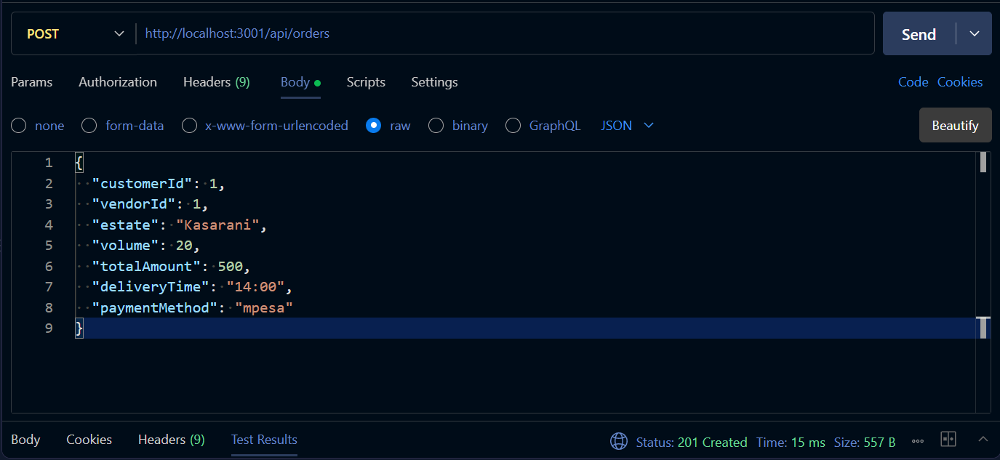 POST http://localhost:3001/api/orders Send
Params Authorization Headers (9) Body Scripts Settings Code Cookies
none form-data x-www-form-urlencoded raw binary GraphQL JSON Beautify
1 {
2 "customerId": 1,
3 "vendorId": 1,
4 "estate": "Kasarani",
5 "volume": 20,
6 "totalAmount": 500,
7 "deliveryTime": "14:00",
8 "paymentMethod": "mpesa"
9 }
Body Cookies Headers (9) Test Results Status: 201 Created Time: 15 ms Size: 557 B